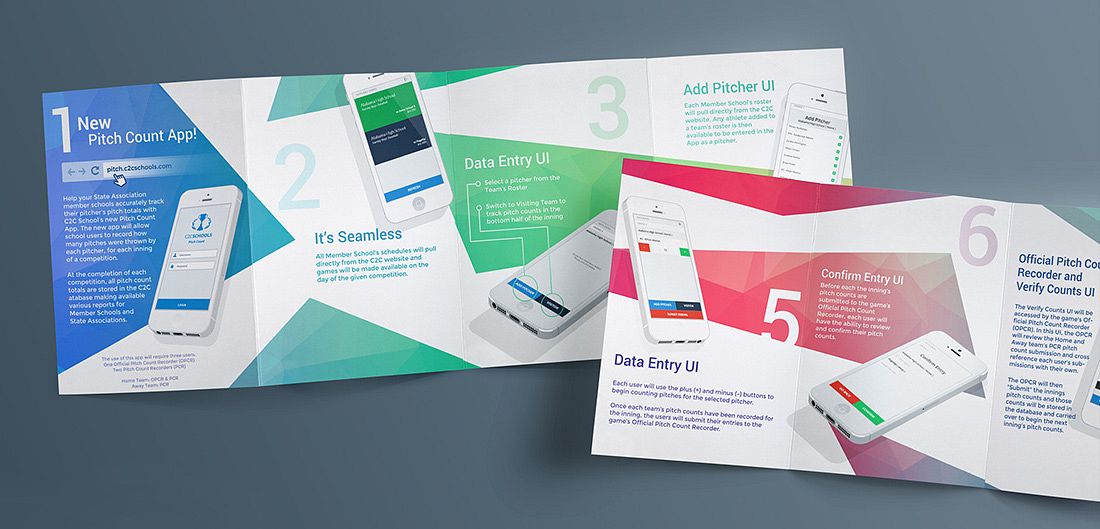 1
New
Pitch Count App!
pitch.c2cschools.com
Help your State Association
member schools accurately track
their pitcher's pitch totals with
C2C School's new Pitch Count
App. The new app will allow
school users to record how
many pitches were thrown by
each pitcher, for each inning
of a competition.
At the completion of each
competition, all pitch count
totals are stored in the C2C
atabase making available
various reports for
Member Schools and
State Associations.
C2CSCHOOLS
Pitch Count
LOGIN
The use of this app will require three users.
One Official Pitch Count Recorder (OPCR)
Two Pitch Count Recorders (PCR)
Home Team: OPCR & PCR
Away Team: PCR
2
Alabama High School
Alabama High School
REFRESH
It's Seamless
All Member School's schedules will pull
directly from the C2C website and
games will be made available on the
day of the given competition.
3
Data Entry UI
Select a pitcher from the
Team's Roster
Switch to Visiting Team to
track pitch counts in the
bottom half of the inning
ADD PITCHER
VISITOR
Add Pitcher UI
Each Member School's roster
will pull directly from the C2C
website. Any athlete added to
a team's roster is then
available to be entered in the
App as a pitcher.
Add Pitcher
ADD PITCHER
VISITOR
SUBMIT INNING
Data Entry UI
Each user will use the plus (+) and minus (-) buttons to
begin counting pitches for the selected pitcher.
Once each team's pitch counts have been recorded for
the inning, the users will submit their entries to the
game's Official Pitch Count Recorder.
5
Confirm Entry UI
Before each the inning's
pitch counts are
submitted to the game's
Official Pitch Count
Recorder, each user will
have the ability to review
and confirm their pitch
counts.
Confirm Entry
CONFIRM
6
Official Pitch Cou
Recorder and
Verify Counts UI
The Verify Counts UI will be
accessed by the game's Of-
ficial Pitch Count Recorder
(OPCR). In this UI, the OPCR
will review the Home and
Away team's PCR pitch
count submission and cross
reference each user's sub-
missions with their own.
The OPCR will then
"Submit" the innings
pitch counts and those
counts will be stored in
the database and carried
over to begin the next
inning's pitch counts.